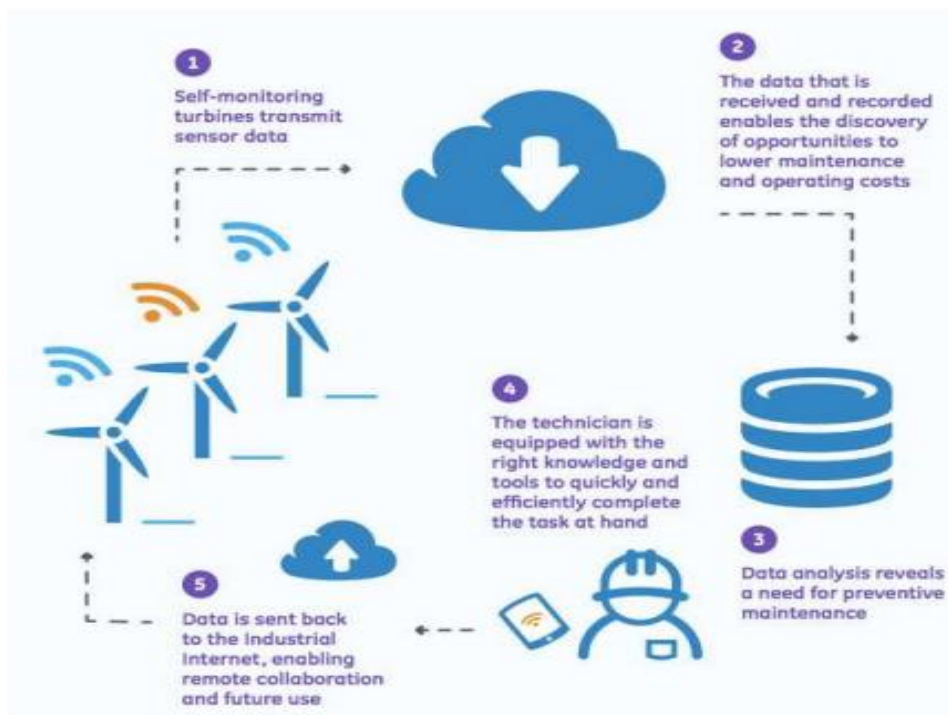 1
Self-monitoring
turbines transmit
sensor data
2
The data that is
received and recorded
enables the discovery
of opportunities to
lower maintenance
and operating costs
3
Data analysis reveals
a need for preventive
maintenance
4
The technician is
equipped with the
right knowledge and
tools to quickly and
efficiently complete
the task at hand
5
Data is sent back
to the Industrial
Internet, enabling
remote collaboration
and future use